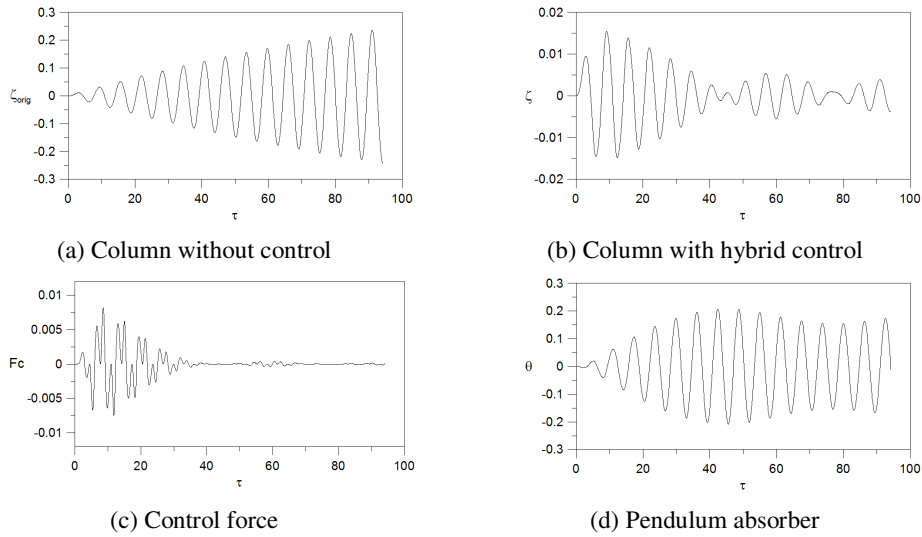 0.3
0.2
0.1
0
-0.1
-0.2
-0.3
ζorig
0 20 40 60 80 100
τ
(a) Column without control
0.02
0.01
0
-0.01
-0.02
ζ
0 20 40 60 80 100
τ
(b) Column with hybrid control
0.01
0.005
0
-0.005
-0.01
Fc
0 20 40 60 80 100
τ
(c) Control force
0.3
0.2
0.1
0
-0.1
-0.2
-0.3
θ
0 20 40 60 80 100
τ
(d) Pendulum absorber